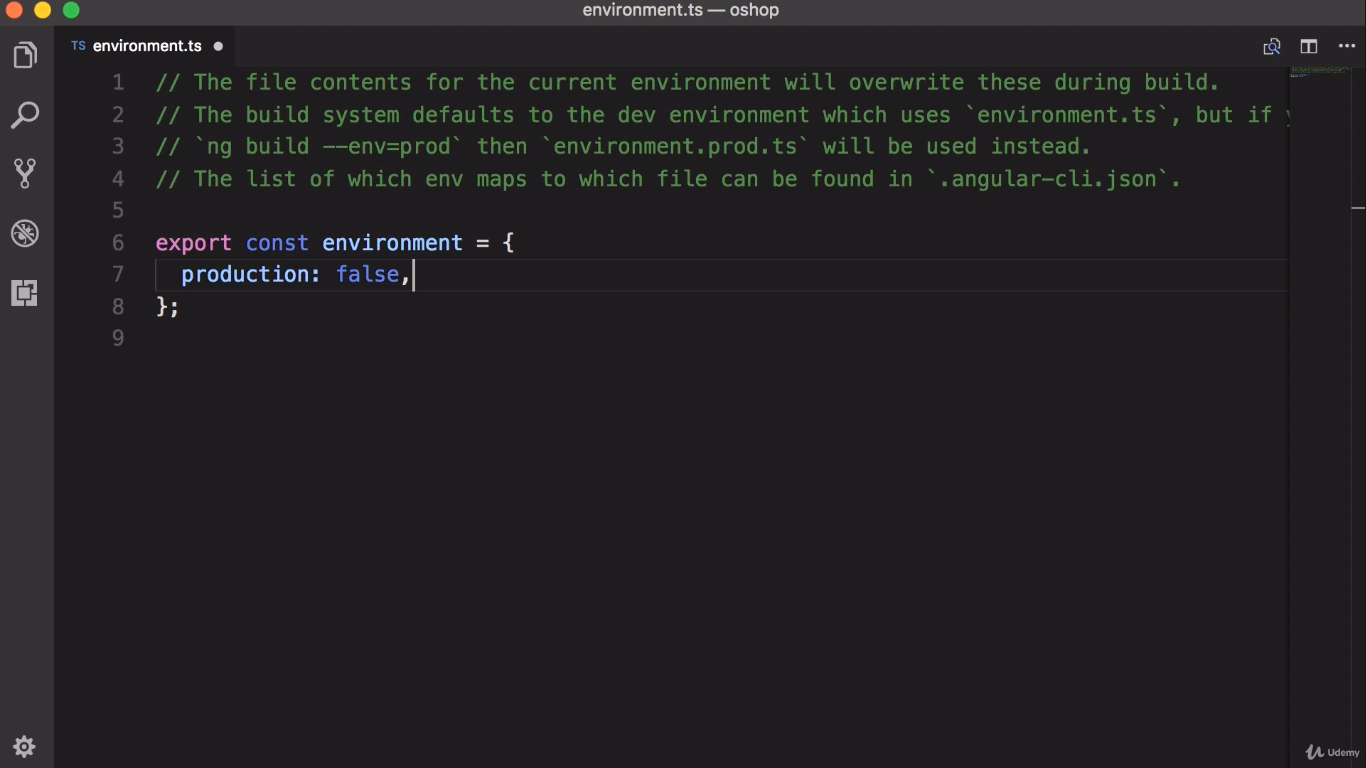 environment.ts — oshop
TS environment.ts
1 // The file contents for the current environment will overwrite these during build.
2 // The build system defaults to the dev environment which uses `environment.ts`, but if
3 // `ng build --env=prod` then `environment.prod.ts` will be used instead.
4 // The list of which env maps to which file can be found in `.angular-cli.json`.
5
6 export const environment = {
7 production: false,
8 };
9
Udemy